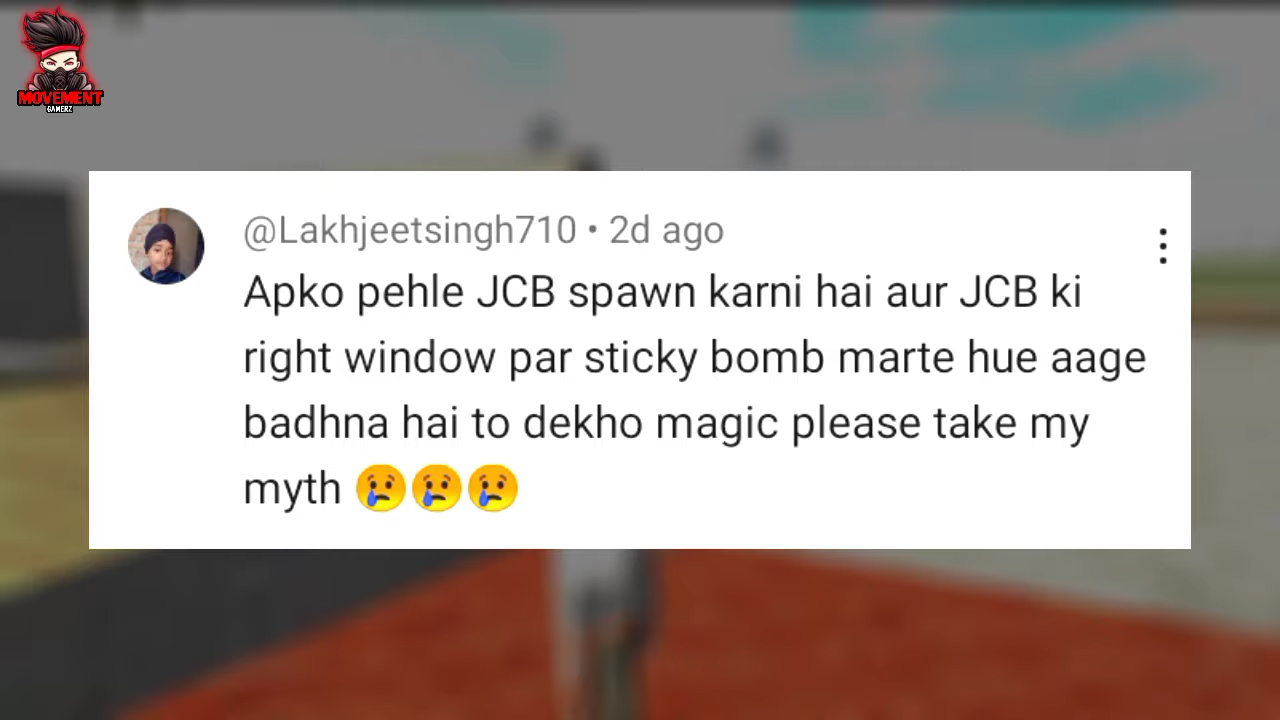 MOVEMENT
GAMERZ
@Lakhjeetsingh710 • 2d ago
Apko pehle JCB spawn karni hai aur JCB ki
right window par sticky bomb marte hue aage
badhna hai to dekho magic please take my
myth 😢😢😢